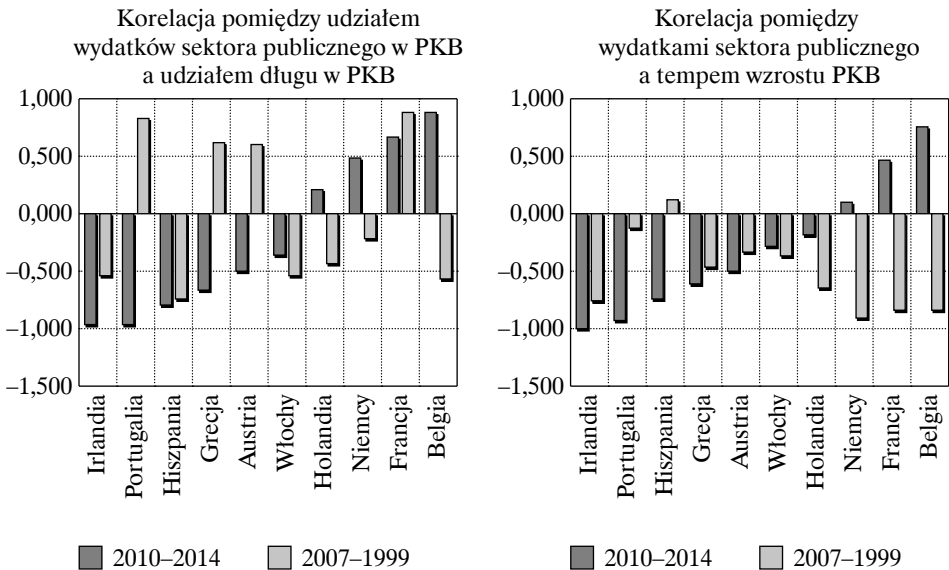 Korelacja pomiędzy udziałem
wydatków sektora publicznego w PKB
a udziałem długu w PKB
1,000
0,500
0,000
–0,500
–1,000
–1,500
Irlandia
Portugalia
Hiszpania
Grecja
Austria
Włochy
Holandia
Niemcy
Francja
Belgia
2010–2014
2007–1999
Korelacja pomiędzy
wydatkami sektora publicznego
a tempem wzrostu PKB
1,000
0,500
0,000
–0,500
–1,000
–1,500
Irlandia
Portugalia
Hiszpania
Grecja
Austria
Włochy
Holandia
Niemcy
Francja
Belgia
2010–2014
2007–1999